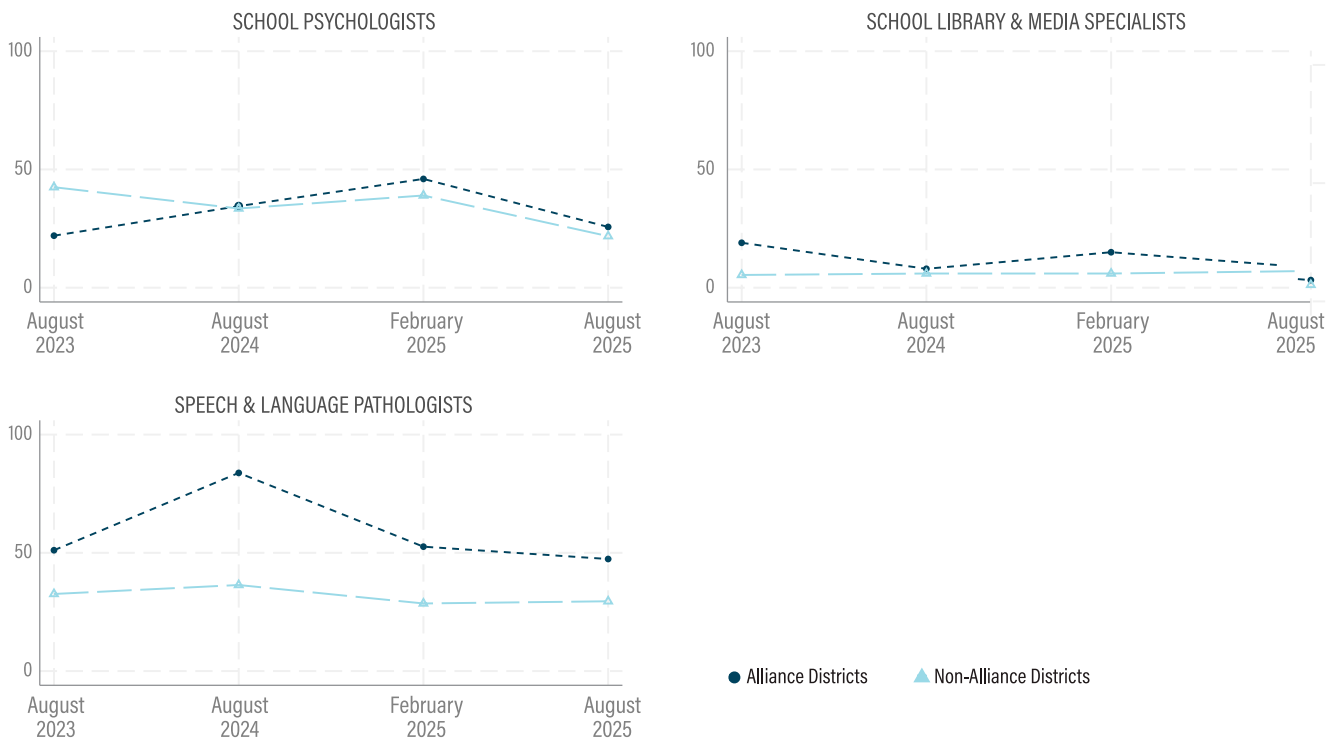 SCHOOL PSYCHOLOGISTS
100
50
0
August
2023
August
2024
February
2025
August
2025
SCHOOL LIBRARY & MEDIA SPECIALISTS
100
50
0
August
2023
August
2024
February
2025
August
2025
SPEECH & LANGUAGE PATHOLOGISTS
100
50
0
August
2023
August
2024
February
2025
August
2025
Alliance Districts
Non-Alliance Districts